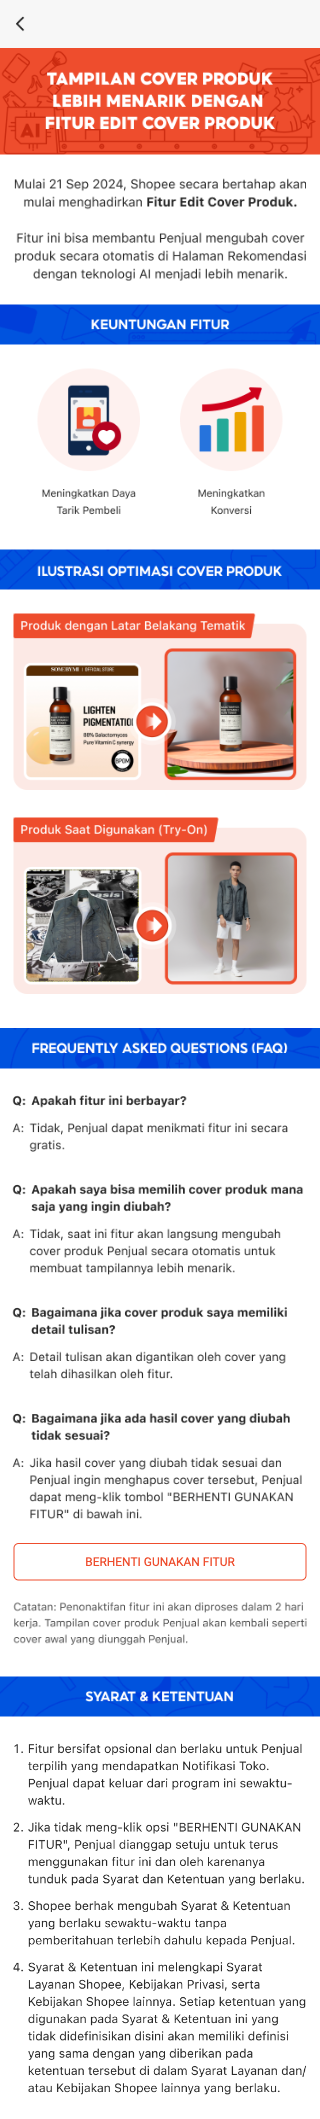 TAMPILAN COVER PRODUK
LEBIH MENARIK DENGAN
FITUR EDIT COVER PRODUK
AI
Mulai 21 Sep 2024, Shopee secara bertahap akan
mulai menghadirkan Fitur Edit Cover Produk.
Fitur ini bisa membantu Penjual mengubah cover
produk secara otomatis di Halaman Rekomendasi
dengan teknologi AI menjadi lebih menarik.
KEUNTUNGAN FITUR
Meningkatkan Daya
Tarik Pembeli
Meningkatkan
Konversi
ILUSTRASI OPTIMASI COVER PRODUK
Produk dengan Latar Belakang Tematik
SOMEBYMI | OFFICIAL STORE
LIGHTEN
PIGMENTATIO
88% Galactomyces
Pure Vitamin C synergy
BPOM
Produk Saat Digunakan (Try-On)
FREQUENTLY ASKED QUESTIONS (FAQ)
Q: Apakah fitur ini berbayar?
A: Tidak, Penjual dapat menikmati fitur ini secara
gratis.
Q: Apakah saya bisa memilih cover produk mana
saja yang ingin diubah?
A: Tidak, saat ini fitur akan langsung mengubah
cover produk Penjual secara otomatis untuk
membuat tampilannya lebih menarik.
Q: Bagaimana jika cover produk saya memiliki
detail tulisan?
A: Detail tulisan akan digantikan oleh cover yang
telah dihasilkan oleh fitur.
Q: Bagaimana jika ada hasil cover yang diubah
tidak sesuai?
A: Jika hasil cover yang diubah tidak sesuai dan
Penjual ingin menghapus cover tersebut, Penjual
dapat meng-klik tombol "BERHENTI GUNAKAN
FITUR" di bawah ini.
BERHENTI GUNAKAN FITUR
Catatan: Penonaktifan fitur ini akan diproses dalam 2 hari
kerja. Tampilan cover produk Penjual akan kembali seperti
cover awal yang diunggah Penjual.
SYARAT & KETENTUAN
1. Fitur bersifat opsional dan berlaku untuk Penjual
terpilih yang mendapatkan Notifikasi Toko.
Penjual dapat keluar dari program ini sewaktu-
waktu.
2. Jika tidak meng-klik opsi "BERHENTI GUNAKAN
FITUR", Penjual dianggap setuju untuk terus
menggunakan fitur ini dan oleh karenanya
tunduk pada Syarat dan Ketentuan yang berlaku.
3. Shopee berhak mengubah Syarat & Ketentuan
yang berlaku sewaktu-waktu tanpa
pemberitahuan terlebih dahulu kepada Penjual.
4. Syarat & Ketentuan ini melengkapi Syarat
Layanan Shopee, Kebijakan Privasi, serta
Kebijakan Shopee lainnya. Setiap ketentuan yang
digunakan pada Syarat & Ketentuan ini yang
tidak didefinisikan disini akan memiliki definisi
yang sama dengan yang diberikan pada
ketentuan tersebut di dalam Syarat Layanan dan/
atau Kebijakan Shopee lainnya yang berlaku.